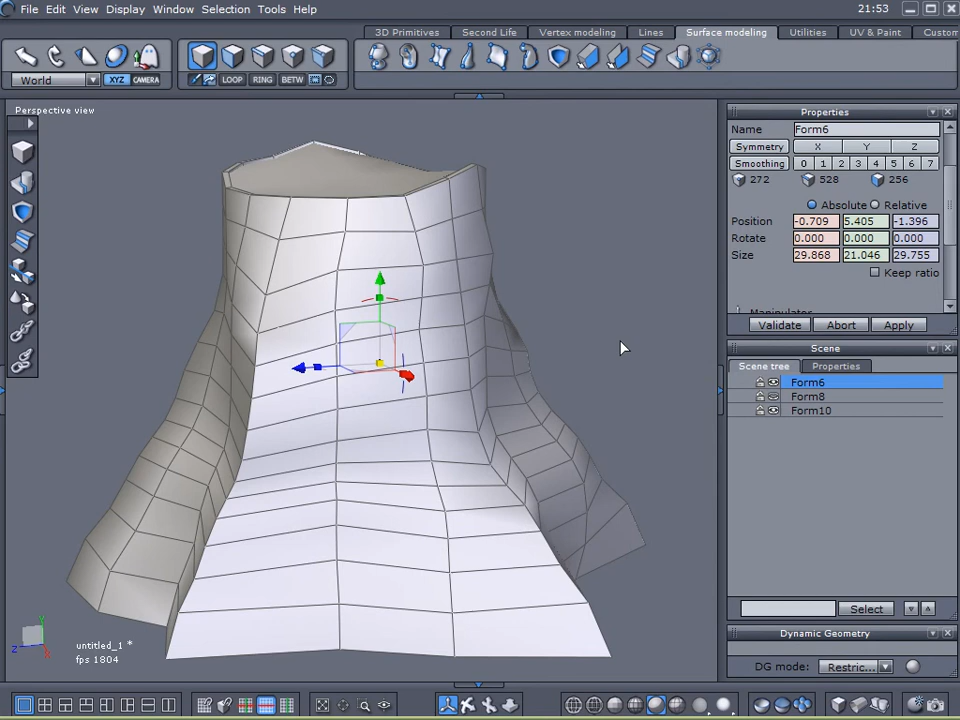 File Edit View Display Window Selection Tools Help 21:53
3D Primitives Second Life Vertex modeling Lines Surface modeling Utilities UV & Paint Custom
World XYZ CAMERA LOOP RING BETW
Perspective view
Properties
Name Form6
Symmetry X Y Z
Smoothing 0 1 2 3 4 5 6 7
272 528 256
Absolute Relative
Position -0.709 5.405 -1.396
Rotate 0.000 0.000 0.000
Size 29.868 21.046 29.755
Keep ratio
Manipulator
Validate Abort Apply
Scene
Scene tree Properties
Form6
Form8
Form10
Select
Dynamic Geometry
DG mode: Restric...
Y
Z X
untitled_1 *
fps 1804